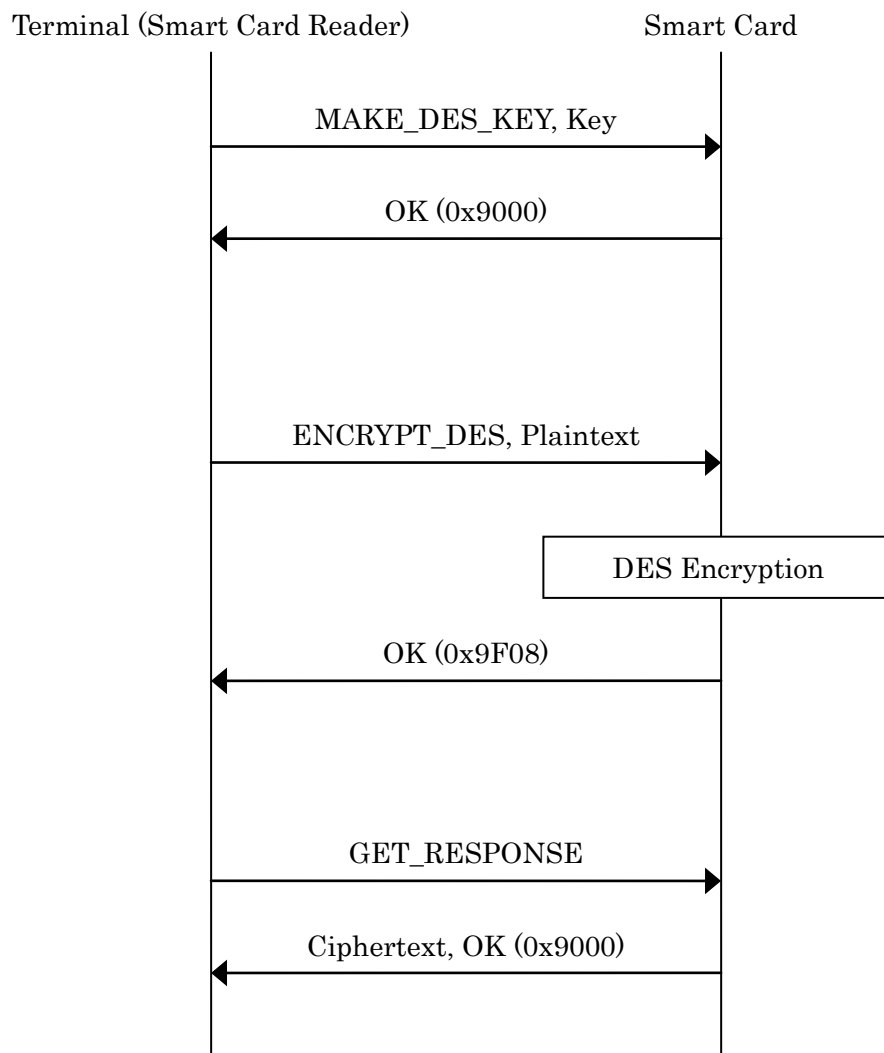 Terminal (Smart Card Reader)
Smart Card
MAKE_DES_KEY, Key
OK (0x9000)
ENCRYPT_DES, Plaintext
DES Encryption
OK (0x9F08)
GET_RESPONSE
Ciphertext, OK (0x9000)